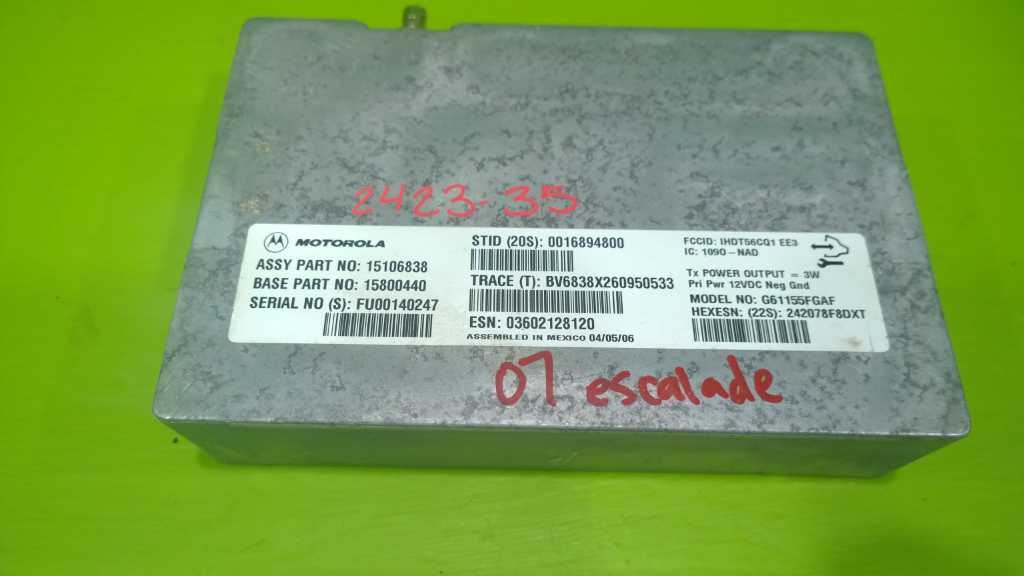 2423-35
MOTOROLA
ASSY PART NO: 15106838
BASE PART NO: 15800440
SERIAL NO (S): FU00140247
STID (20S): 0016894800
TRACE (T): BV6838X260950533
ESN: 03602128120
ASSEMBLED IN MEXICO 04/05/06
FCCID: IHDT56CQ1 EE3
IC: 109O-NAD
Tx POWER OUTPUT = 3W
Pri Pwr 12VDC Neg Gnd
MODEL NO: G61155FGAF
HEXESN: (22S): 242078F8DXT
07 escalade